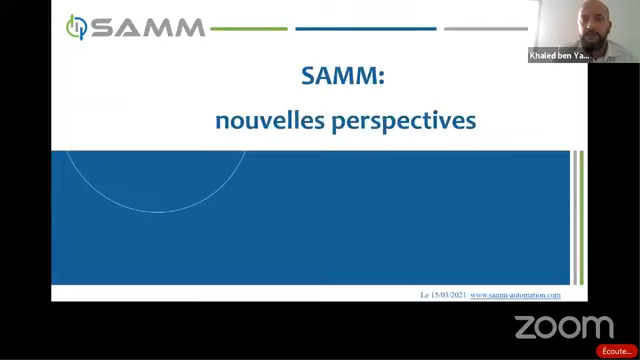 SAMM
Khaled ben Ya...
SAMM:
nouvelles perspectives
Le 15/03/2021 www.samm-automation.com
zoom
Écoute...